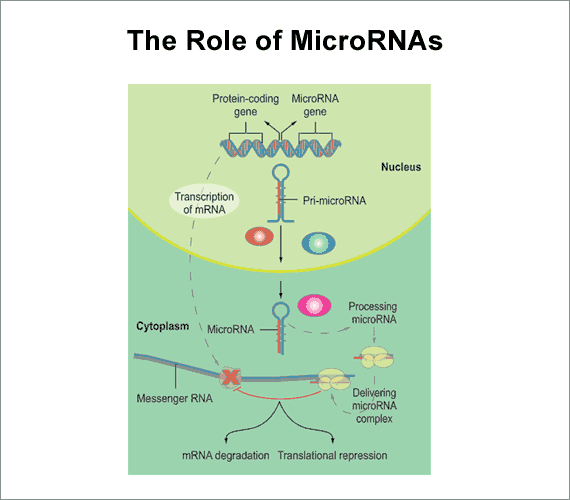 The Role of MicroRNAs
Protein-coding
gene
MicroRNA
gene
Nucleus
Pri-microRNA
Transcription
of mRNA
Processing
microRNA
Cytoplasm
MicroRNA
Messenger RNA
Delivering
microRNA
complex
mRNA degradation
Translational repression